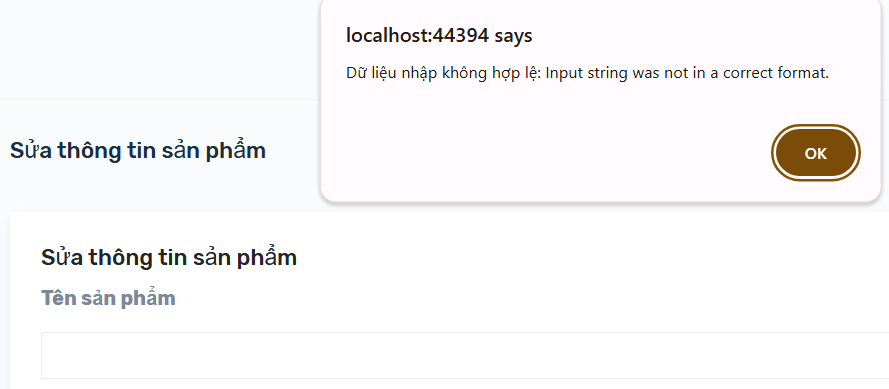 localhost:44394 says
Dữ liệu nhập không hợp lệ: Input string was not in a correct format.
OK
Sửa thông tin sản phẩm
Sửa thông tin sản phẩm
Tên sản phẩm